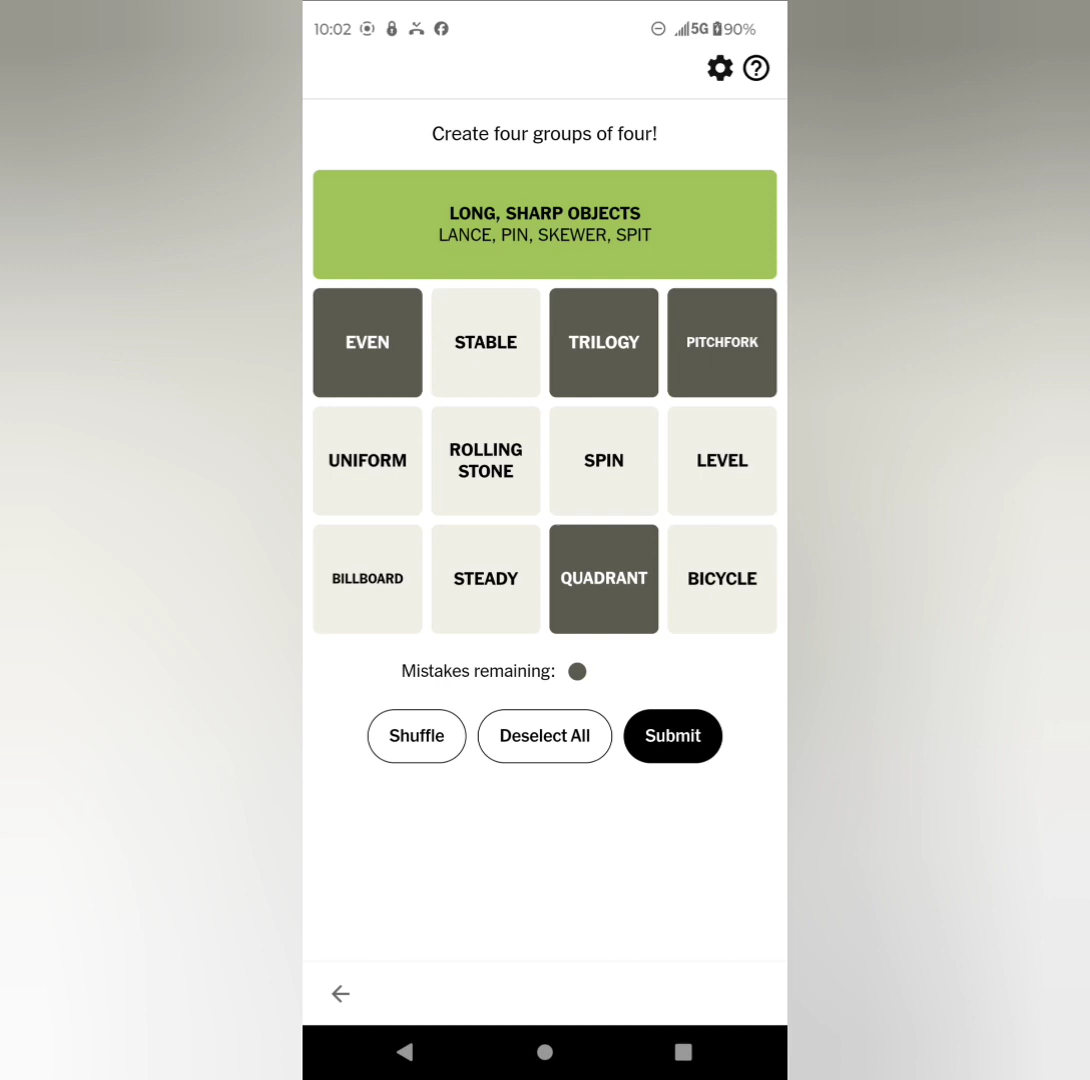 10:02 5G 90%
Create four groups of four!
LONG, SHARP OBJECTS
LANCE, PIN, SKEWER, SPIT
EVEN STABLE TRILOGY PITCHFORK
UNIFORM ROLLING STONE SPIN LEVEL
BILLBOARD STEADY QUADRANT BICYCLE
Mistakes remaining:
Shuffle Deselect All Submit